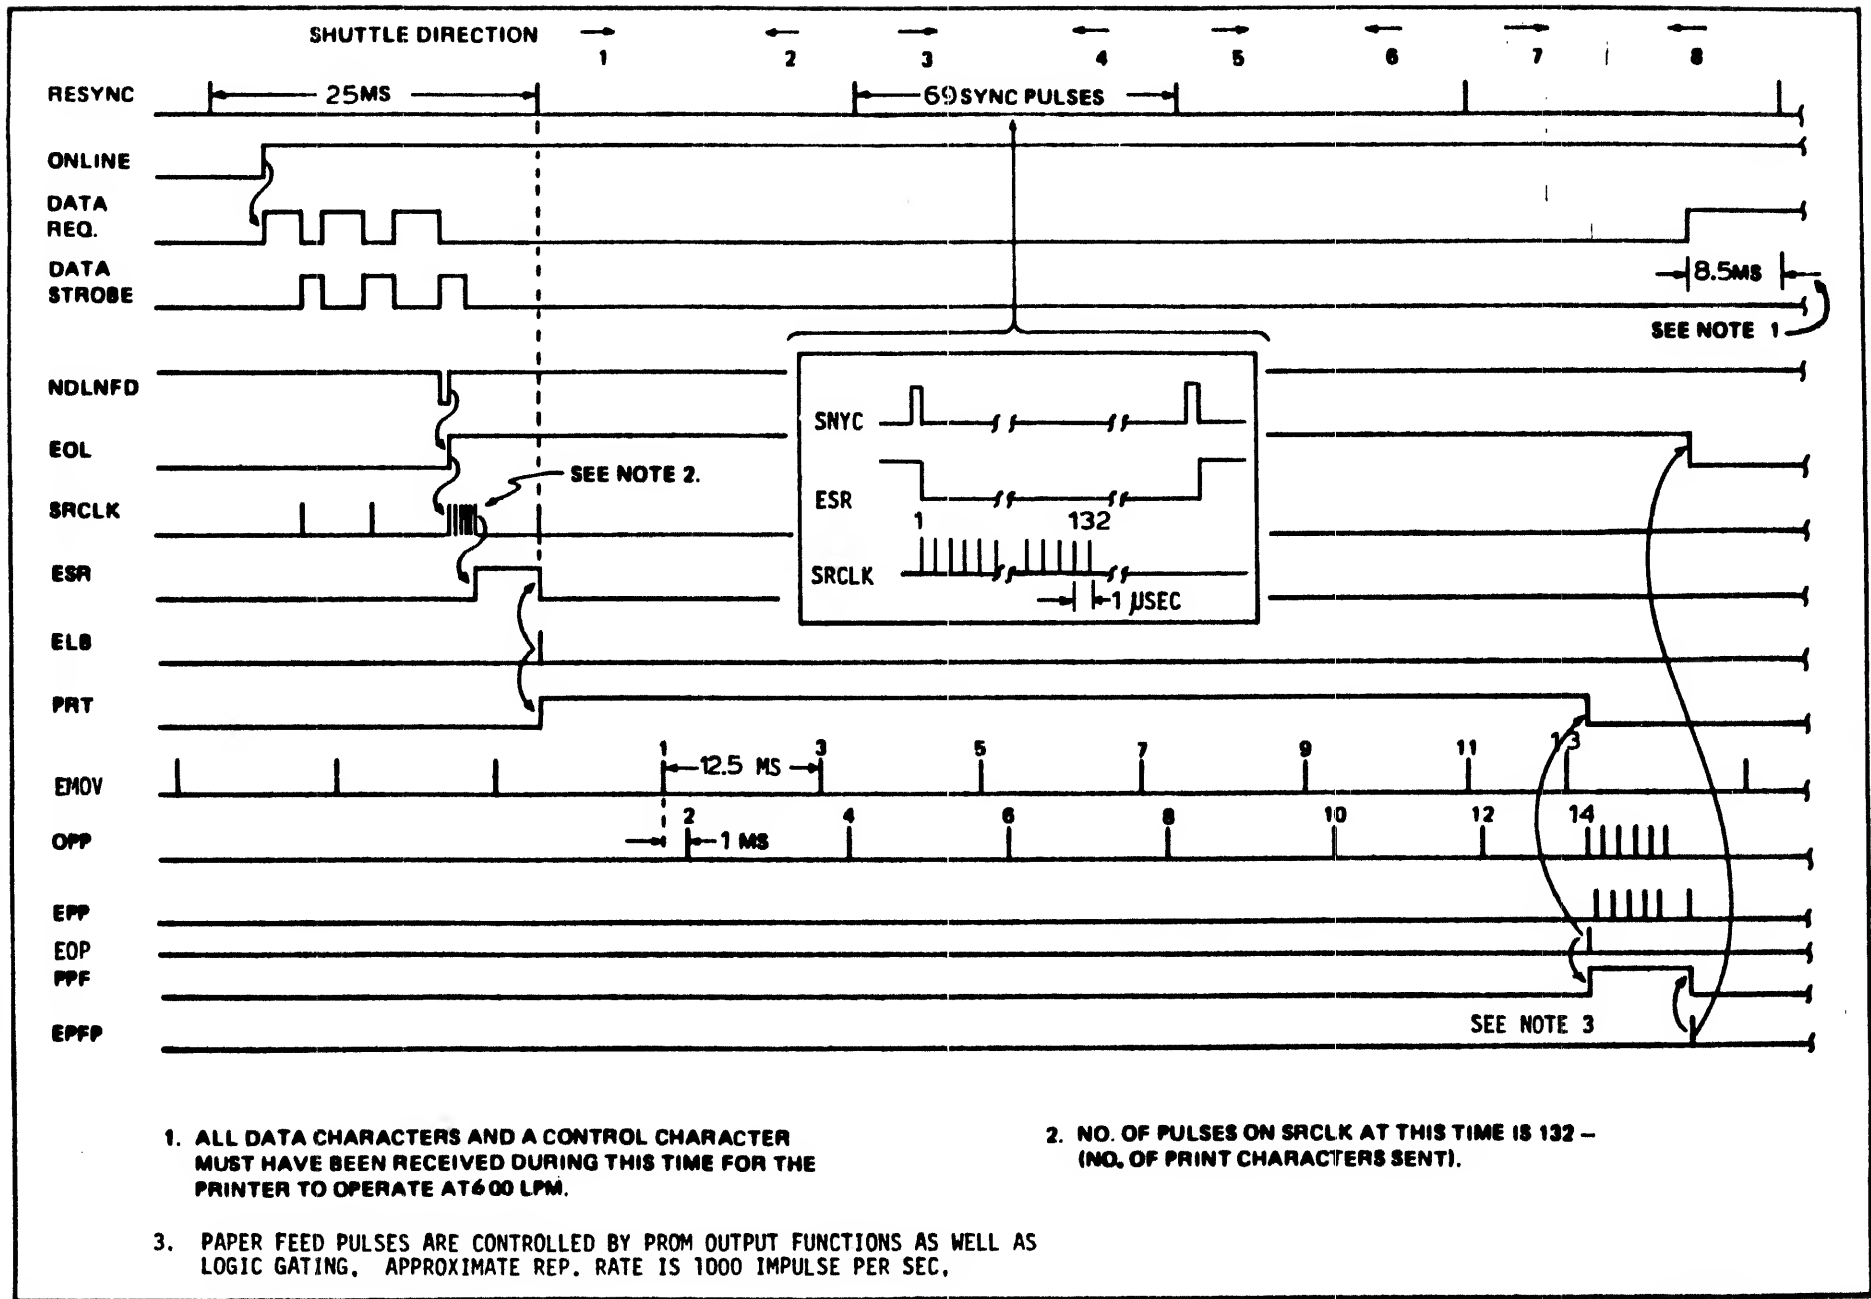 SHUTTLE DIRECTION
1 2 3 4 5 6 7 8
RESYNC
25MS
69 SYNC PULSES
ONLINE
DATA
REQ.
DATA
STROBE
8.5MS
SEE NOTE 1
NDLNFD
SNYC
EOL
SEE NOTE 2.
ESR
SRCLK
1 132
SRCLK
1 µSEC
ESR
ELB
PRT
1 3 5 7 9 11 13
12.5 MS
EMOV
2 4 6 8 10 12 14
OPP
1 MS
EPP
EOP
PPF
SEE NOTE 3
EPFP
1. ALL DATA CHARACTERS AND A CONTROL CHARACTER
MUST HAVE BEEN RECEIVED DURING THIS TIME FOR THE
PRINTER TO OPERATE AT 600 LPM.
2. NO. OF PULSES ON SRCLK AT THIS TIME IS 132 –
(NO. OF PRINT CHARACTERS SENT).
3. PAPER FEED PULSES ARE CONTROLLED BY PROM OUTPUT FUNCTIONS AS WELL AS
LOGIC GATING. APPROXIMATE REP. RATE IS 1000 IMPULSE PER SEC.